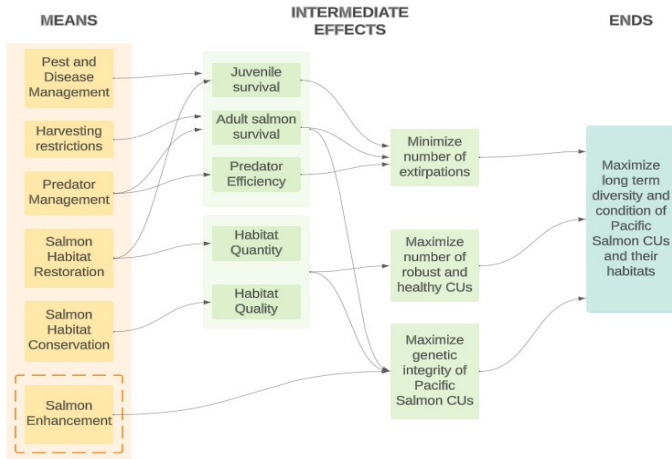 MEANS
INTERMEDIATE
EFFECTS
ENDS
Pest and
Disease
Management
Harvesting
restrictions
Predator
Management
Salmon
Habitat
Restoration
Salmon
Habitat
Conservation
Salmon
Enhancement
Juvenile
survival
Adult salmon
survival
Predator
Efficiency
Habitat
Quantity
Habitat
Quality
Minimize
number of
extirpations
Maximize
number of
robust and
healthy CUs
Maximize
genetic
integrity of
Pacific
Salmon CUs
Maximize
long term
diversity and
condition of
Pacific
Salmon CUs
and their
habitats